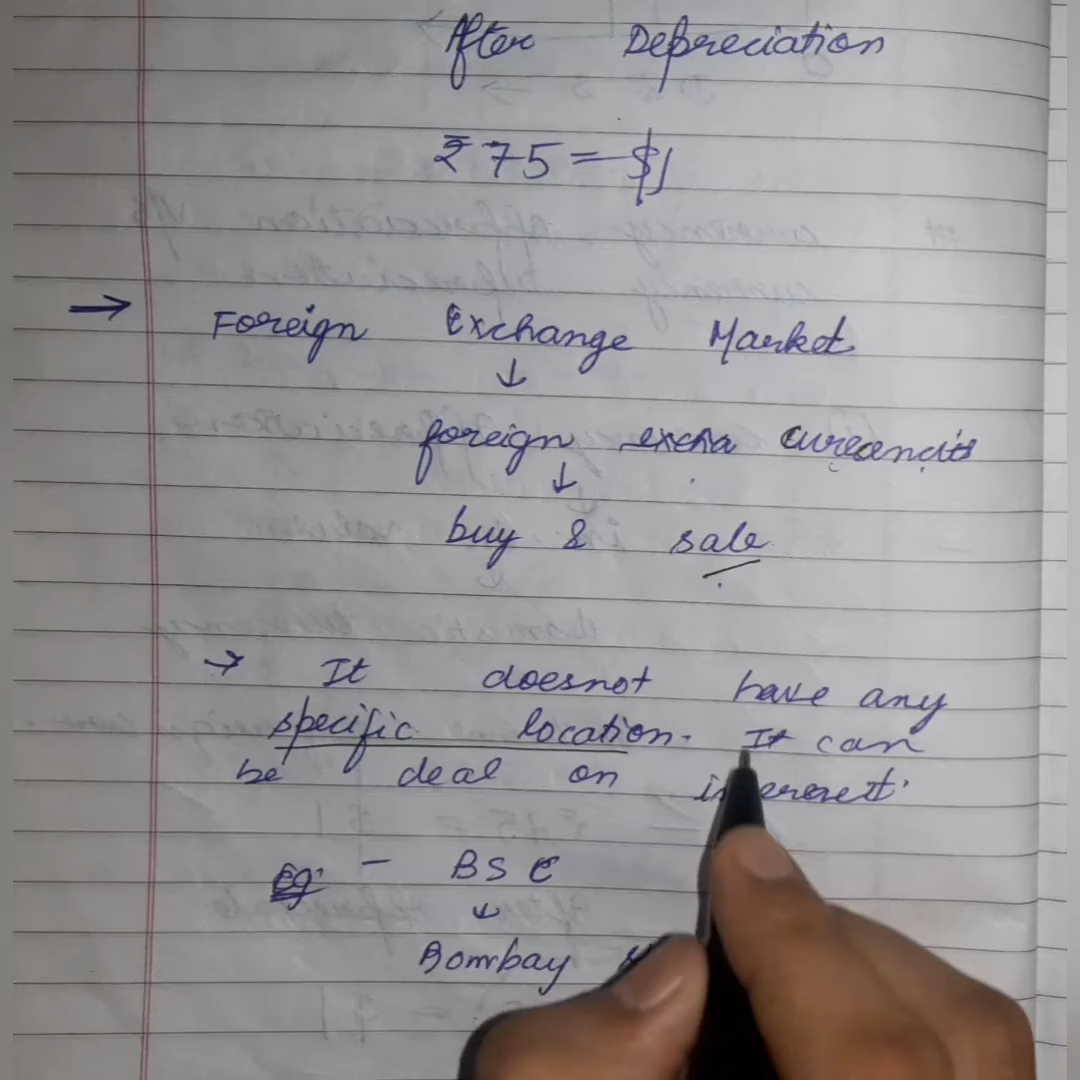 After Depreciation
₹75 = $1
→ Foreign Exchange Market
↓
foreign excha
↓
buy & sale
→ It doesnot have any
specific location. It can
be deal on
eg: - BSE
↓
Bombay